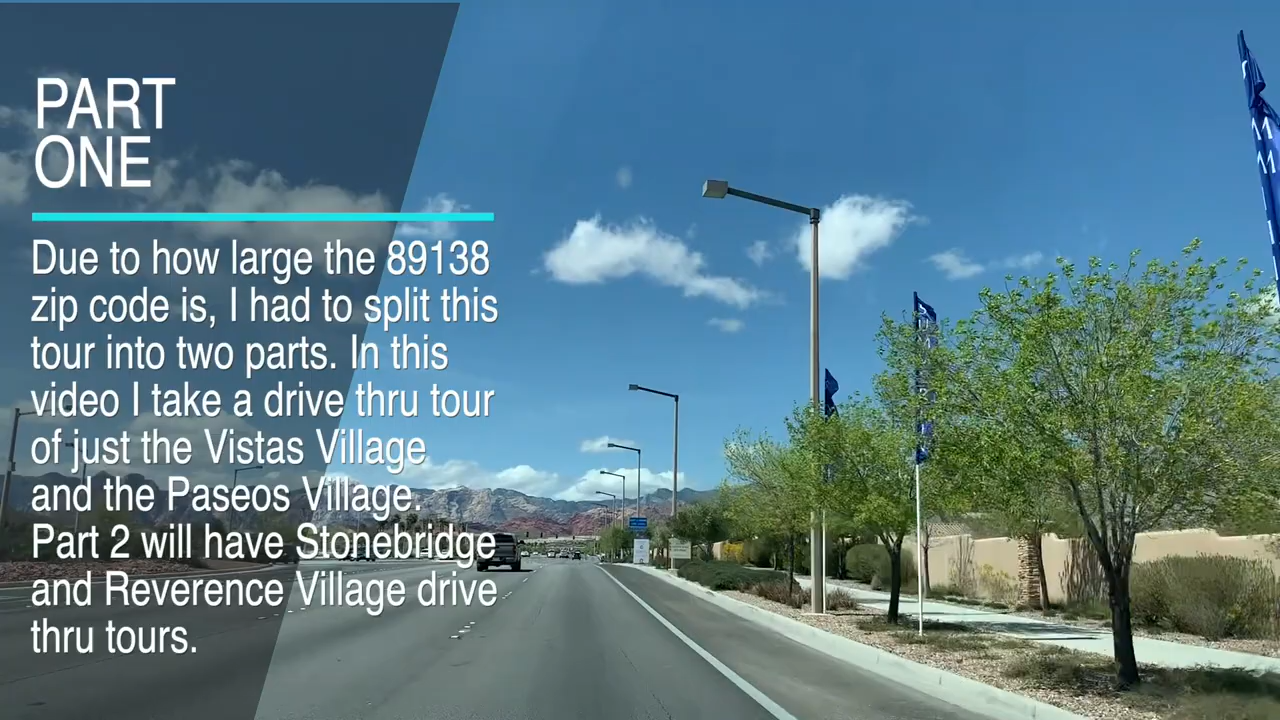 PART
ONE
Due to how large the 89138
zip code is, I had to split this
tour into two parts. In this
video I take a drive thru tour
of just the Vistas Village
and the Paseos Village.
Part 2 will have Stonebridge
and Reverence Village drive
thru tours.